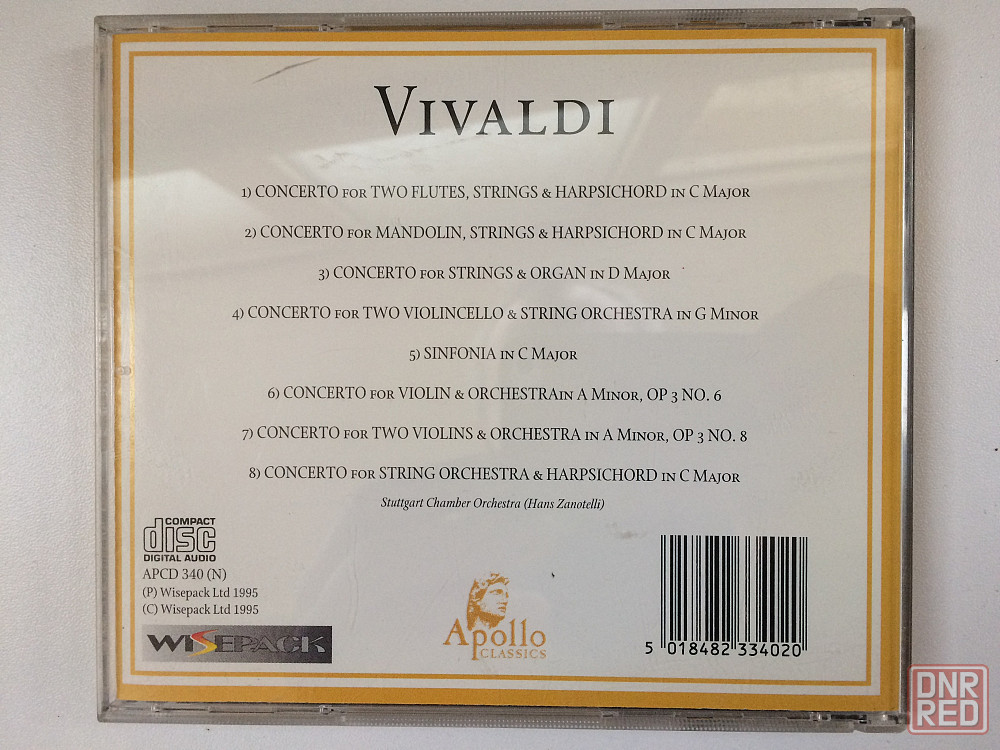 VIVALDI
1) CONCERTO FOR TWO FLUTES, STRINGS & HARPSICHORD IN C MAJOR
2) CONCERTO FOR MANDOLIN, STRINGS & HARPSICHORD IN C MAJOR
3) CONCERTO FOR STRINGS & ORGAN IN D MAJOR
4) CONCERTO FOR TWO VIOLINCELLO & STRING ORCHESTRA IN G MINOR
5) SINFONIA IN C MAJOR
6) CONCERTO FOR VIOLIN & ORCHESTRAIN A MINOR, OP 3 NO. 6
7) CONCERTO FOR TWO VIOLINS & ORCHESTRA IN A MINOR, OP 3 NO. 8
8) CONCERTO FOR STRING ORCHESTRA & HARPSICHORD IN C MAJOR
Stuttgart Chamber Orchestra (Hans Zanotelli)
COMPACT
disc
DIGITAL AUDIO
APCD 340 (N)
(P) Wisepack Ltd 1995
(C) Wisepack Ltd 1995
WISEPACK
Apollo
CLASSICS
5 018482 334020
DNR
RED